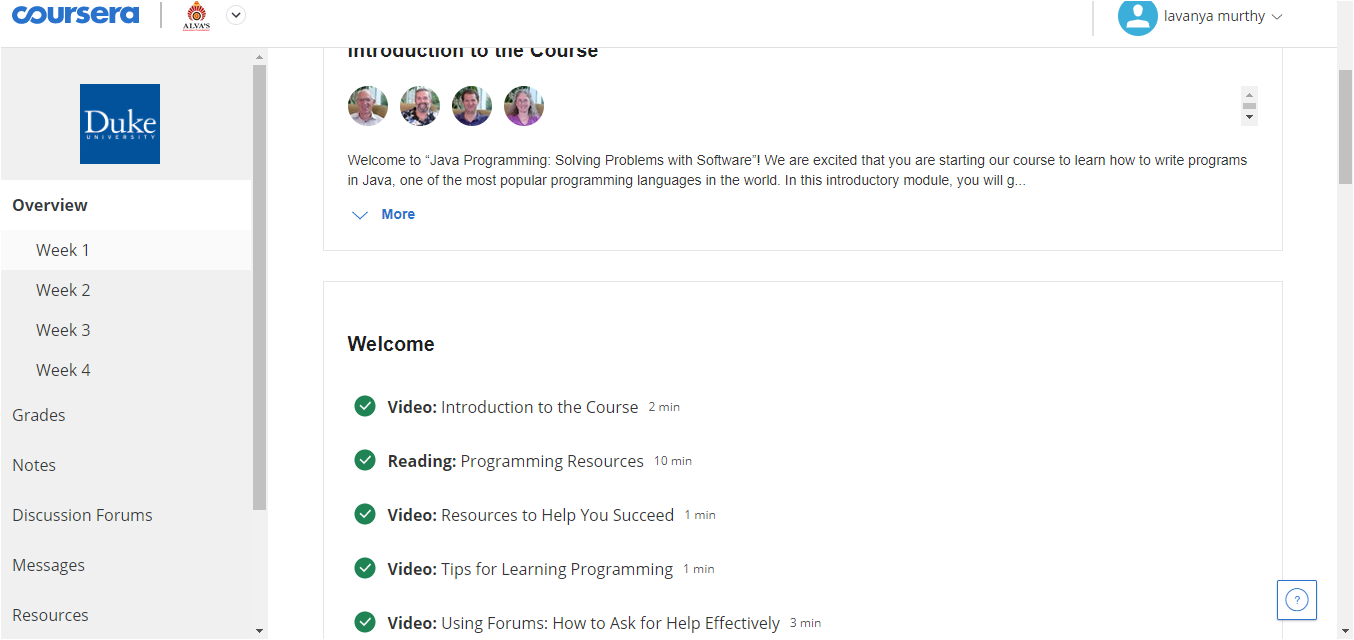 coursera
ALVA'S
lavanya murthy
Duke
UNIVERSITY
Overview
Week 1
Week 2
Week 3
Week 4
Grades
Notes
Discussion Forums
Messages
Resources
Introduction to the Course
Welcome to “Java Programming: Solving Problems with Software”! We are excited that you are starting our course to learn how to write programs
in Java, one of the most popular programming languages in the world. In this introductory module, you will g...
More
Welcome
Video: Introduction to the Course 2 min
Reading: Programming Resources 10 min
Video: Resources to Help You Succeed 1 min
Video: Tips for Learning Programming 1 min
Video: Using Forums: How to Ask for Help Effectively 3 min
?